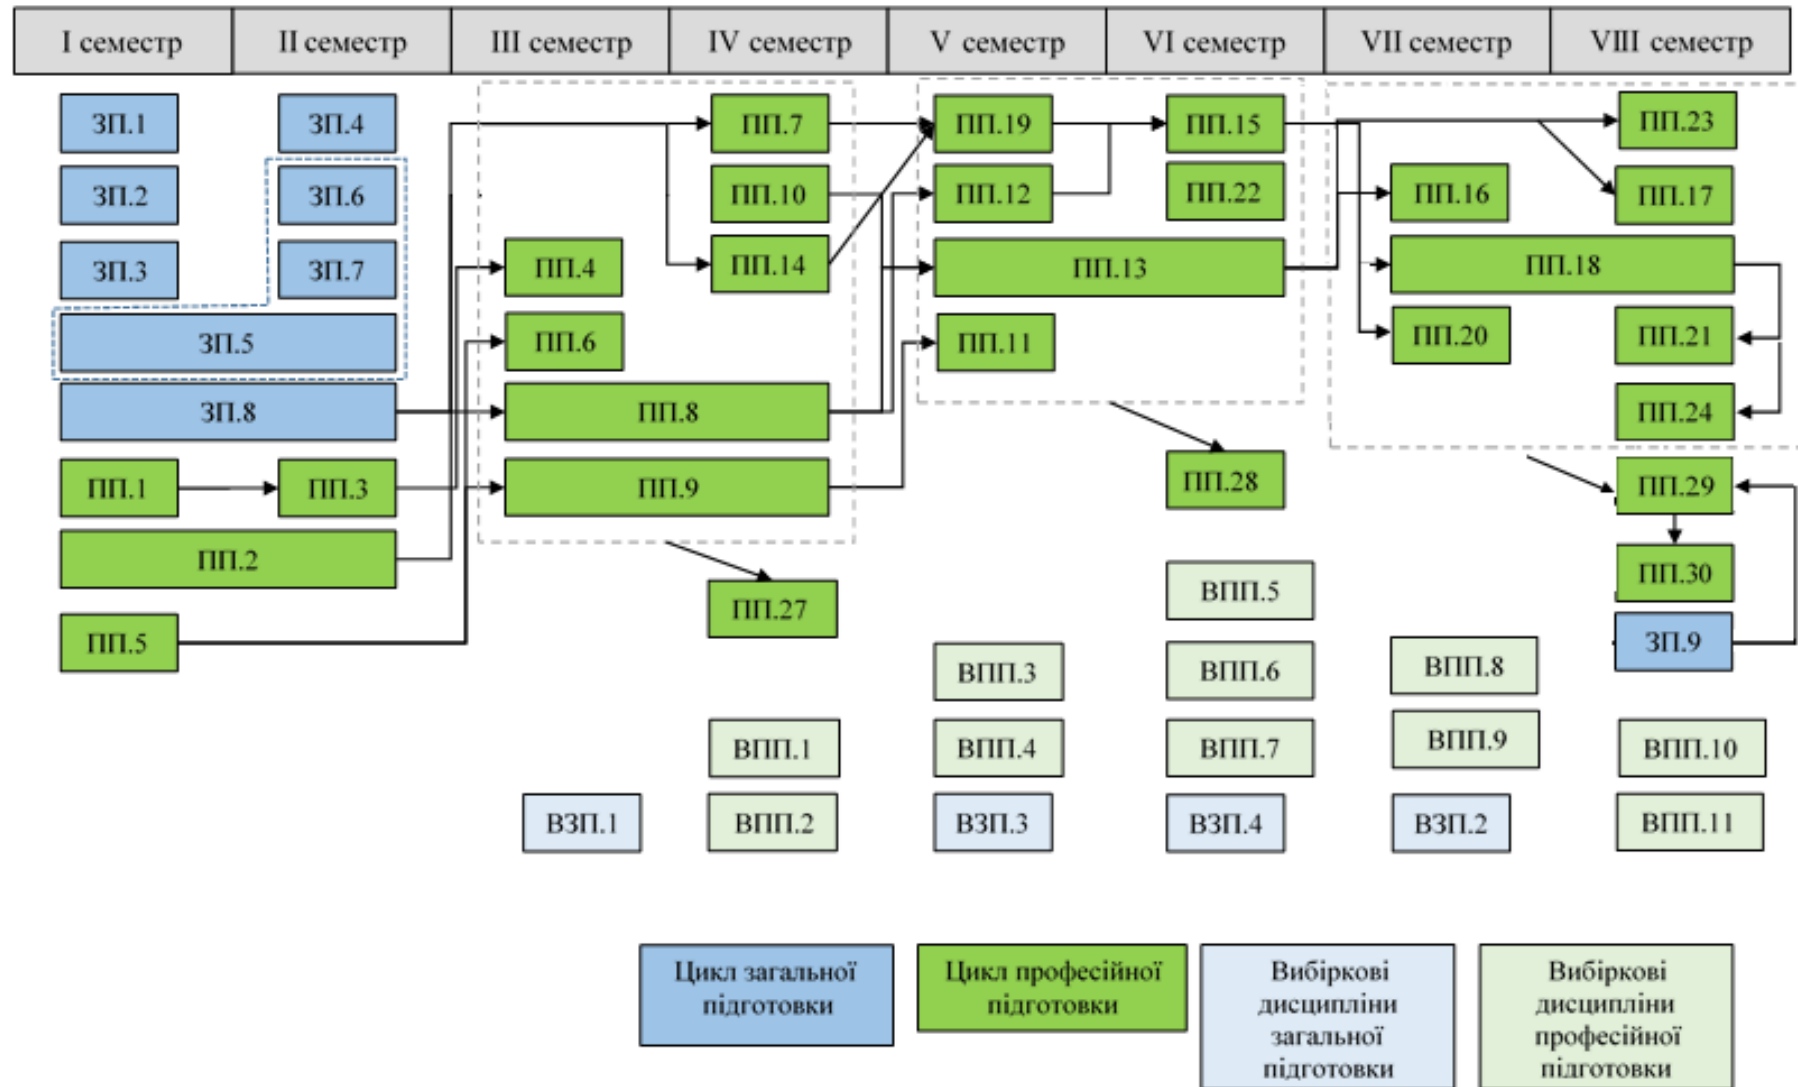 I семестр
II семестр
III семестр
IV семестр
V семестр
VI семестр
VII семестр
VIII семестр
ЗП.1
ЗП.4
ПП.7
ПП.19
ПП.15
ПП.23
ЗП.2
ЗП.6
ПП.10
ПП.12
ПП.22
ПП.16
ПП.17
ЗП.3
ЗП.7
ПП.4
ПП.14
ПП.13
ПП.18
ЗП.5
ПП.6
ПП.11
ПП.20
ПП.21
ЗП.8
ПП.8
ПП.24
ПП.1
ПП.3
ПП.9
ПП.28
ПП.29
ПП.2
ПП.30
ПП.27
ВПП.5
ПП.5
ЗП.9
ВПП.3
ВПП.6
ВПП.8
ВПП.1
ВПП.4
ВПП.7
ВПП.9
ВПП.10
ВЗП.1
ВПП.2
ВЗП.3
ВЗП.4
ВЗП.2
ВПП.11
Цикл загальної
підготовки
Цикл професійної
підготовки
Вибіркові
дисципліни
загальної
підготовки
Вибіркові
дисципліни
професійної
підготовки